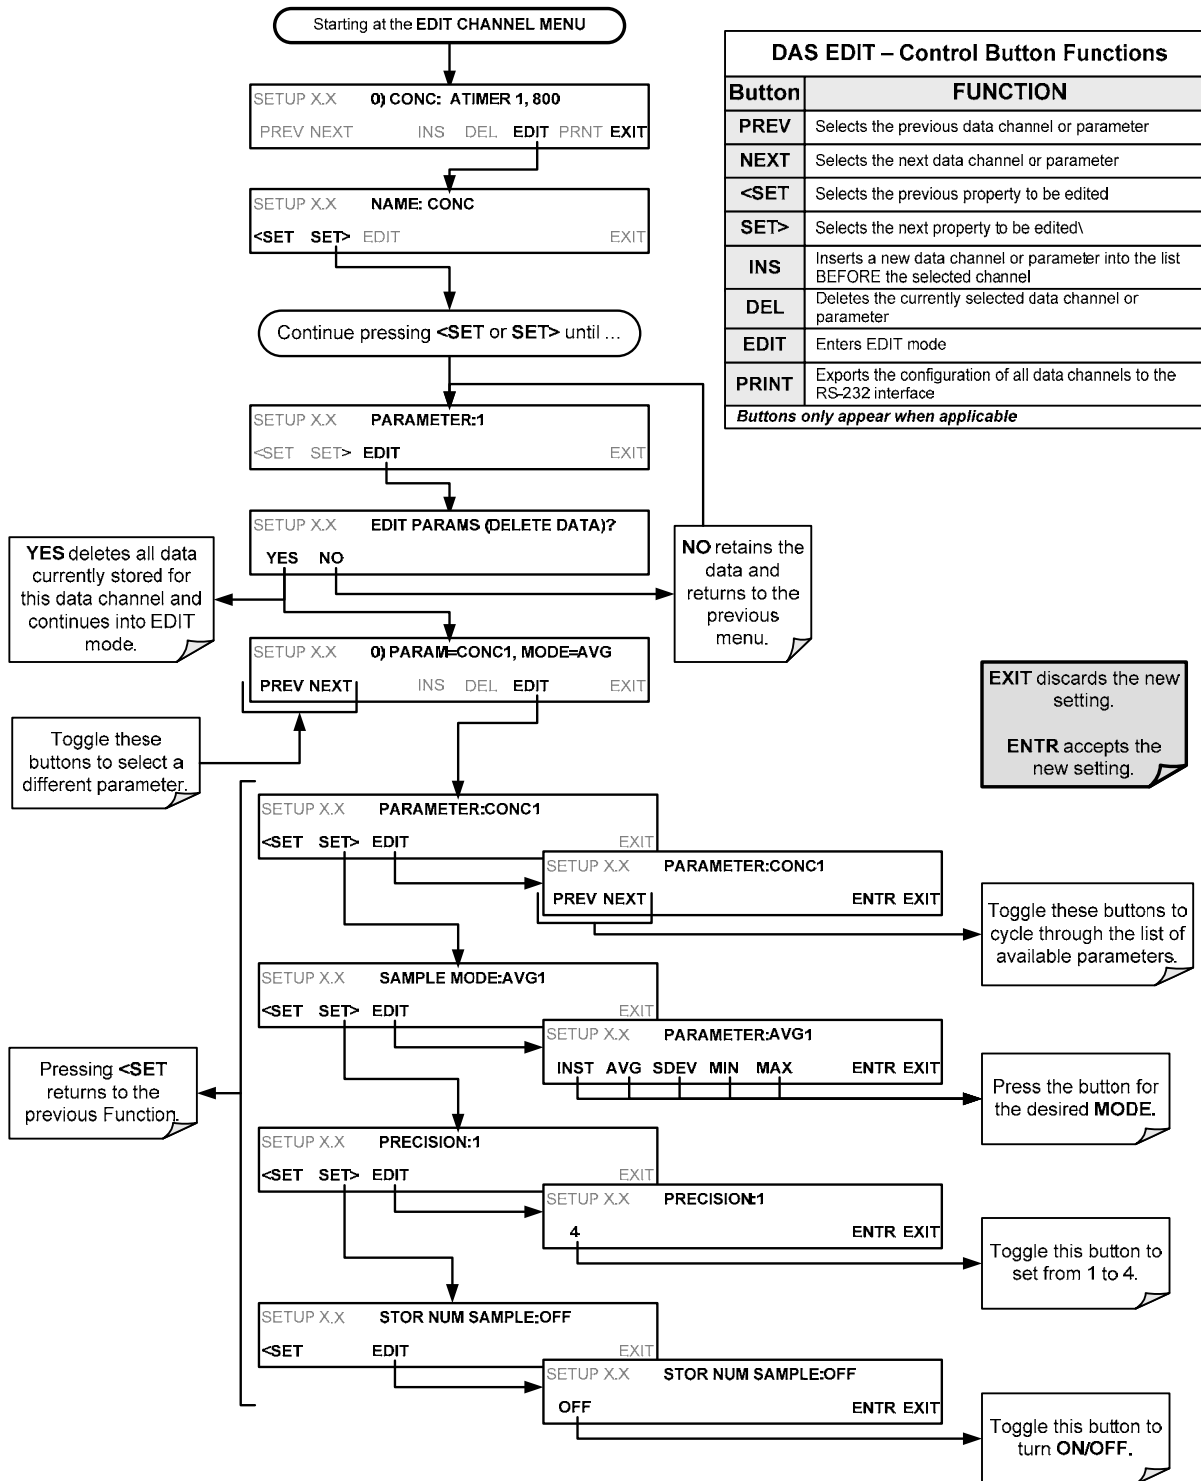 Starting at the EDIT CHANNEL MENU
SETUP X.X 0) CONC: ATIMER 1, 800
PREV NEXT INS DEL EDIT PRNT EXIT
SETUP X.X NAME: CONC
<SET SET> EDIT EXIT
Continue pressing <SET or SET> until ...
SETUP X.X PARAMETER:1
<SET SET> EDIT EXIT
SETUP X.X EDIT PARAMS (DELETE DATA)?
YES NO
YES deletes all data
currently stored for
this data channel and
continues into EDIT
mode.
NO retains the
data and
returns to the
previous
menu.
SETUP X.X 0) PARAM=CONC1, MODE=AVG
PREV NEXT INS DEL EDIT EXIT
Toggle these
buttons to select a
different parameter.
DAS EDIT – Control Button Functions
Button FUNCTION
PREV Selects the previous data channel or parameter
NEXT Selects the next data channel or parameter
<SET Selects the previous property to be edited
SET> Selects the next property to be edited\
INS Inserts a new data channel or parameter into the list
BEFORE the selected channel
DEL Deletes the currently selected data channel or
parameter
EDIT Enters EDIT mode
PRINT Exports the configuration of all data channels to the
RS-232 interface
Buttons only appear when applicable
EXIT discards the new
setting.
ENTR accepts the
new setting.
SETUP X.X PARAMETER:CONC1
<SET SET> EDIT EXIT
SETUP X.X PARAMETER:CONC1
PREV NEXT ENTR EXIT
Toggle these buttons to
cycle through the list of
available parameters.
SETUP X.X SAMPLE MODE:AVG1
<SET SET> EDIT EXIT
SETUP X.X PARAMETER:AVG1
INST AVG SDEV MIN MAX ENTR EXIT
Press the button for
the desired MODE.
Pressing <SET
returns to the
previous Function.
SETUP X.X PRECISION:1
<SET SET> EDIT EXIT
SETUP X.X PRECISION:1
4 ENTR EXIT
Toggle this button to
set from 1 to 4.
SETUP X.X STOR NUM SAMPLE:OFF
<SET EDIT EXIT
SETUP X.X STOR NUM SAMPLE:OFF
OFF ENTR EXIT
Toggle this button to
turn ON/OFF.